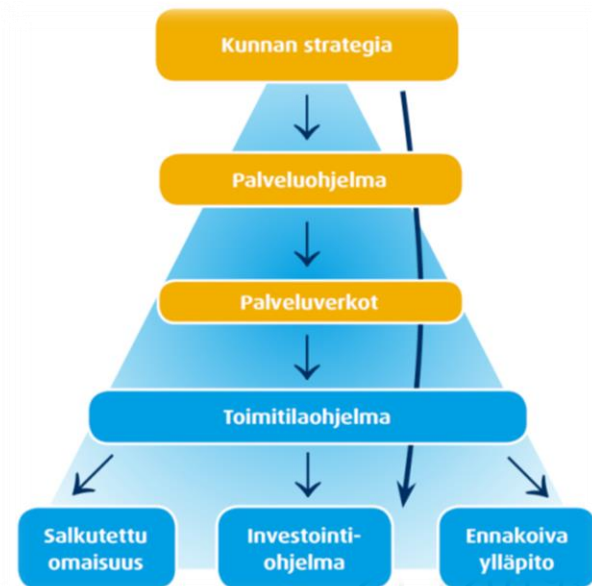 Kunnan strategia
Palveluohjelma
Palveluverkot
Toimitilaohjelma
Salkutettu
omaisuus
Investointi-
ohjelma
Ennakoiva
ylläpito